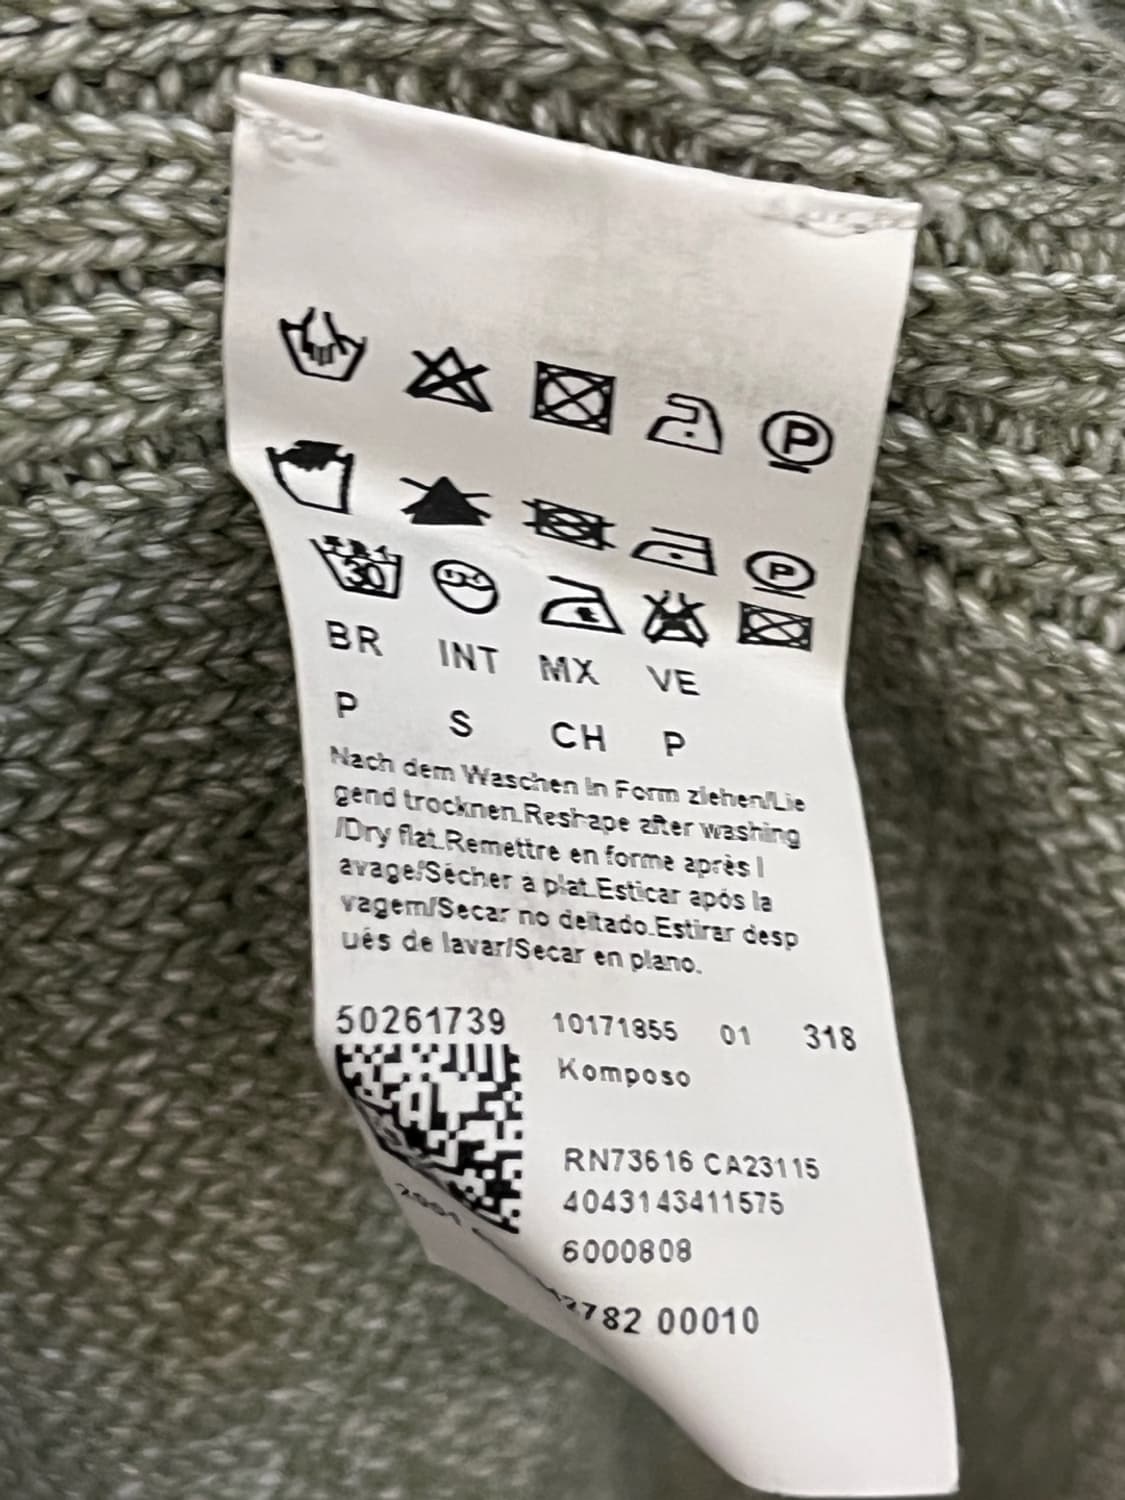 P
P
30
BR INT MX VE
P S CH P
Nach dem Waschen in Form ziehen/Lie
gend trocknen.Reshape after washing
/Dry flat.Remettre en forme après l
avage/Sécher à plat.Esticar após la
vagem/Secar no deitado.Estirar desp
ués de lavar/Secar en plano.
50261739 10171855 01 318
Komposo
RN73616 CA23115
4043143411575
6000808
782 00010